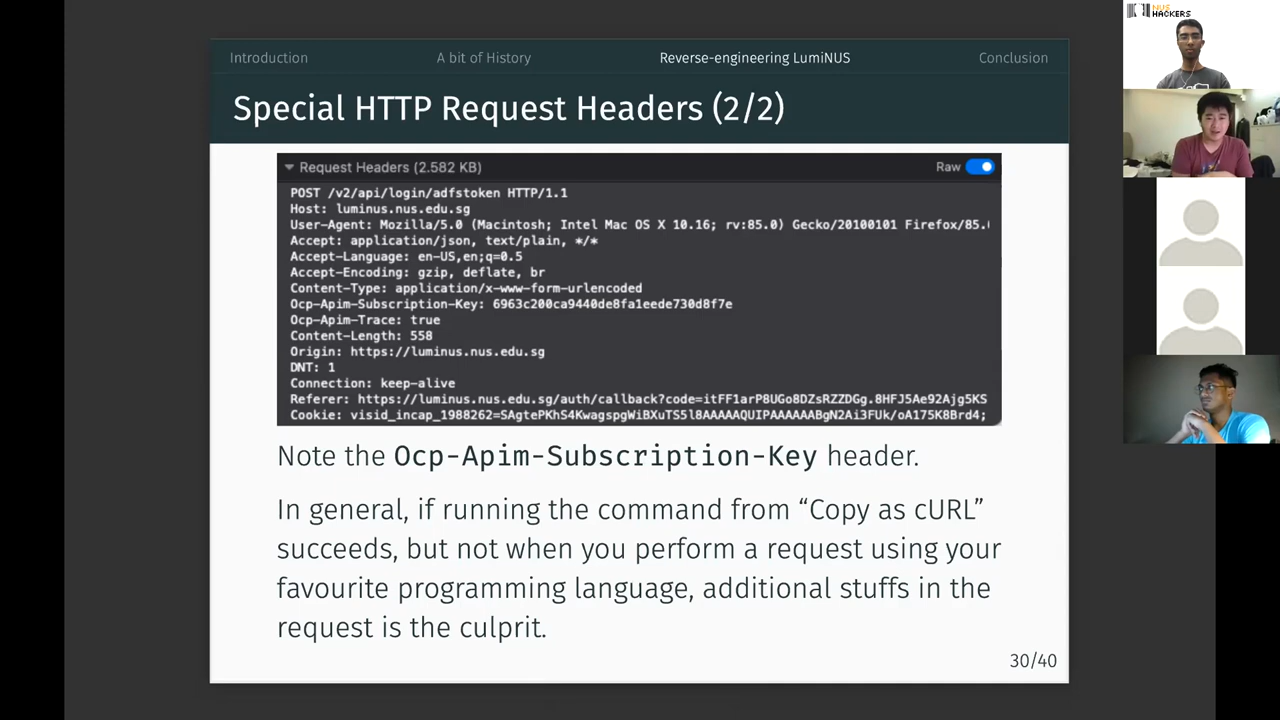 Introduction
A bit of History
Reverse-engineering LumiNUS
Conclusion
Special HTTP Request Headers (2/2)
Request Headers (2.582 KB)
Raw
POST /v2/api/login/adfstoken HTTP/1.1
Host: luminus.nus.edu.sg
User-Agent: Mozilla/5.0 (Macintosh; Intel Mac OS X 10.16; rv:85.0) Gecko/20100101 Firefox/85.
Accept: application/json, text/plain, */*
Accept-Language: en-US,en;q=0.5
Accept-Encoding: gzip, deflate, br
Content-Type: application/x-www-form-urlencoded
Ocp-Apim-Subscription-Key: 6963c200ca9440de8fa1eede730d8f7e
Ocp-Apim-Trace: true
Content-Length: 558
Origin: https://luminus.nus.edu.sg
DNT: 1
Connection: keep-alive
Referer: https://luminus.nus.edu.sg/auth/callback?code=itFF1arP8UGo8DZsRZZDGg.8HFJ5Ae92Ajg5KS
Cookie: visid_incap_1988262=SAgtePKhS4KwagspgWiBXuTS5l8AAAAAQUIPAAAAAABgN2Ai3FUk/oA175K8Brd4;
Note the Ocp-Apim-Subscription-Key header.
In general, if running the command from “Copy as cURL”
succeeds, but not when you perform a request using your
favourite programming language, additional stuffs in the
request is the culprit.
30/40
NUS
HACKERS